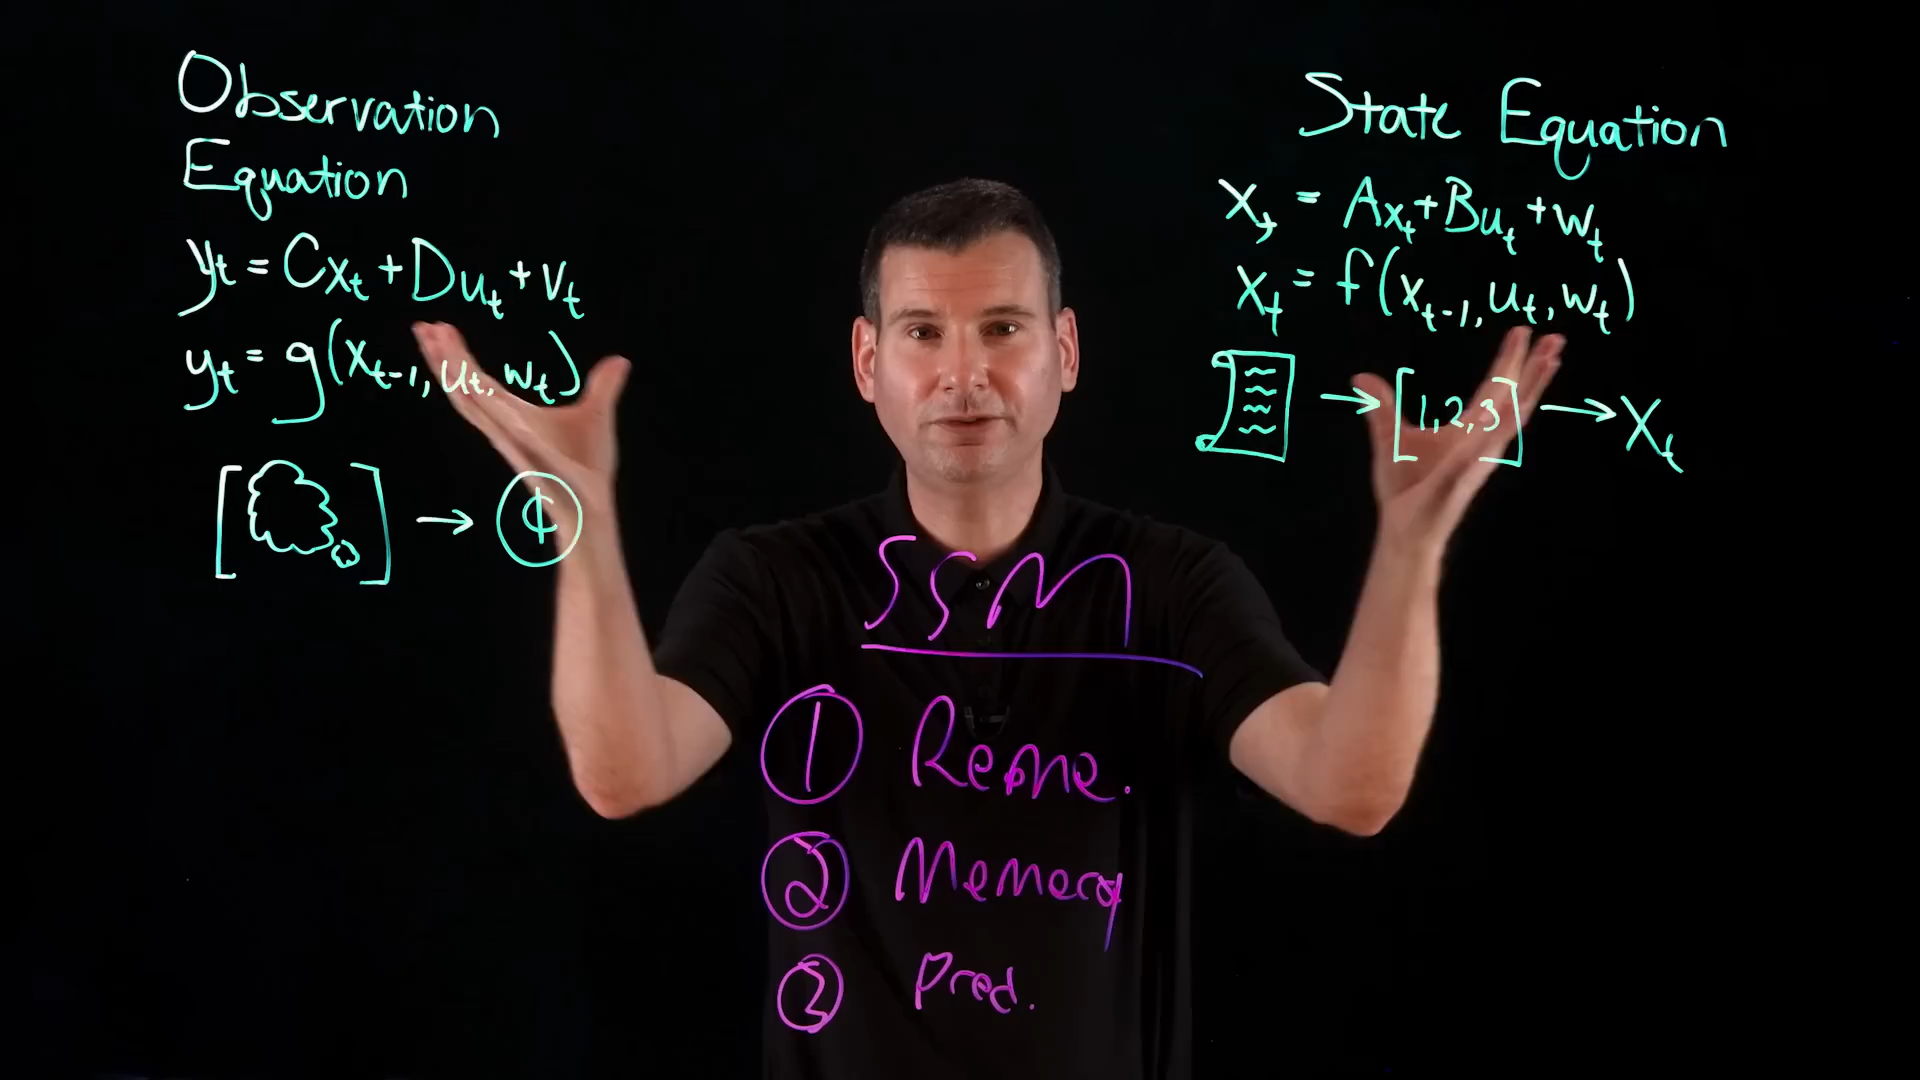 Observation
Equation
yₜ = Cxₜ + Duₜ + vₜ
yₜ = g(xₜ₋₁, uₜ, wₜ)
[ ] → ¢
State Equation
xₜ = Axₜ + Buₜ + wₜ
xₜ = f(xₜ₋₁, uₜ, wₜ)
→ [1,2,3] → Xₜ
SSM
① Repre.
② Memory
③ Pred.